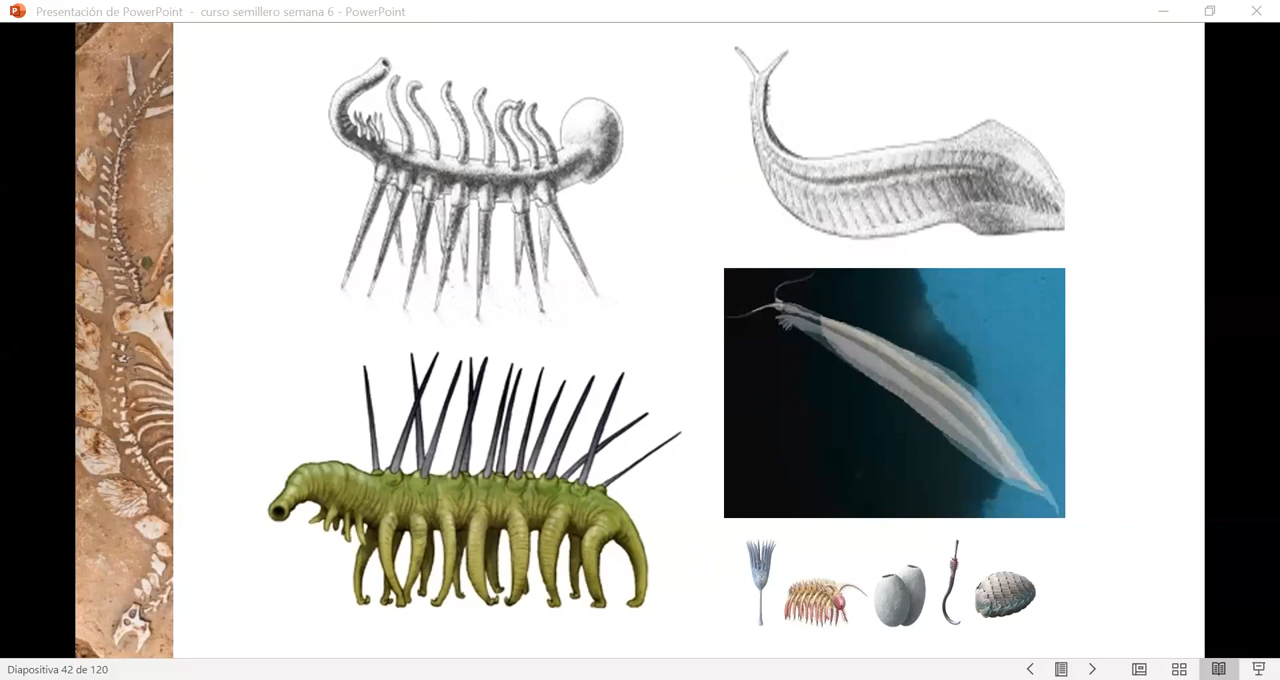 Presentación de PowerPoint - curso semillero semana 6 - PowerPoint
Diapositiva 42 de 120